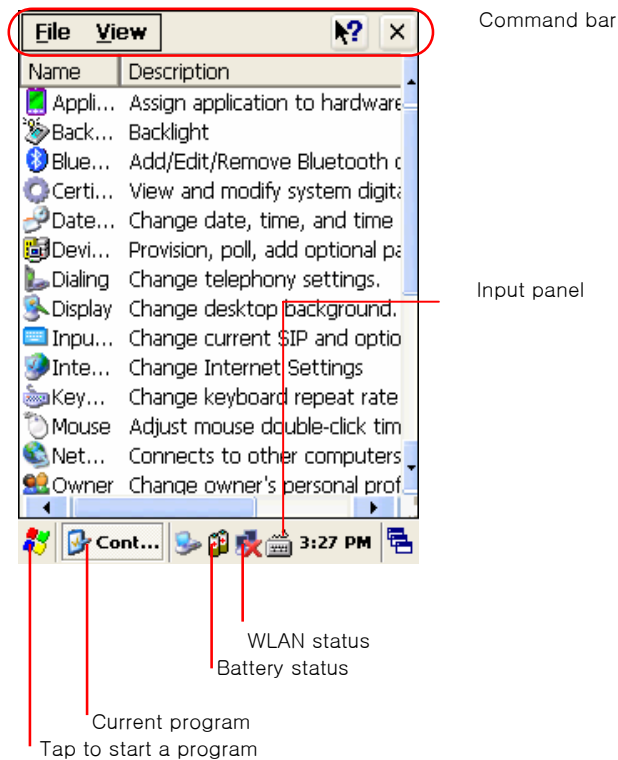 File View ? × Command bar
Name Description
Appli... Assign application to hardware
Back... Backlight
Blue... Add/Edit/Remove Bluetooth c
Certi... View and modify system digita
Date... Change date, time, and time
Devi... Provision, poll, add optional pa
Dialing Change telephony settings.
Display Change desktop background. Input panel
Inpu... Change current SIP and optio
Inte... Change Internet Settings
Key... Change keyboard repeat rate
Mouse Adjust mouse double-click tim
Net... Connects to other computers
Owner Change owner's personal prof
Cont... 3:27 PM
WLAN status
Battery status
Current program
Tap to start a program